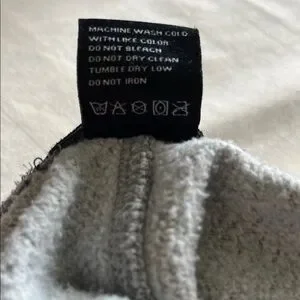 MACHINE WASH COLD
WITH LIKE COLOR
DO NOT BLEACH
DO NOT DRY CLEAN
TUMBLE DRY LOW
DO NOT IRON